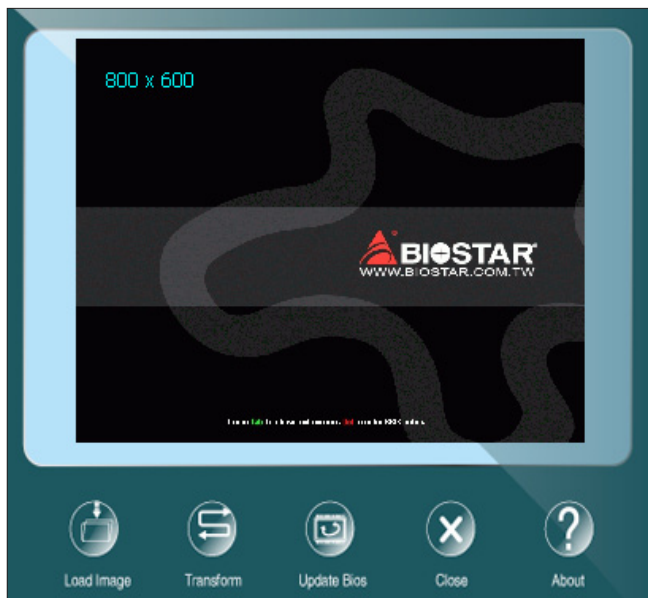 800 x 600
BIOSTAR
WWW.BIOSTAR.COM.TW
Load Image
Transform
Update Bios
Close
About